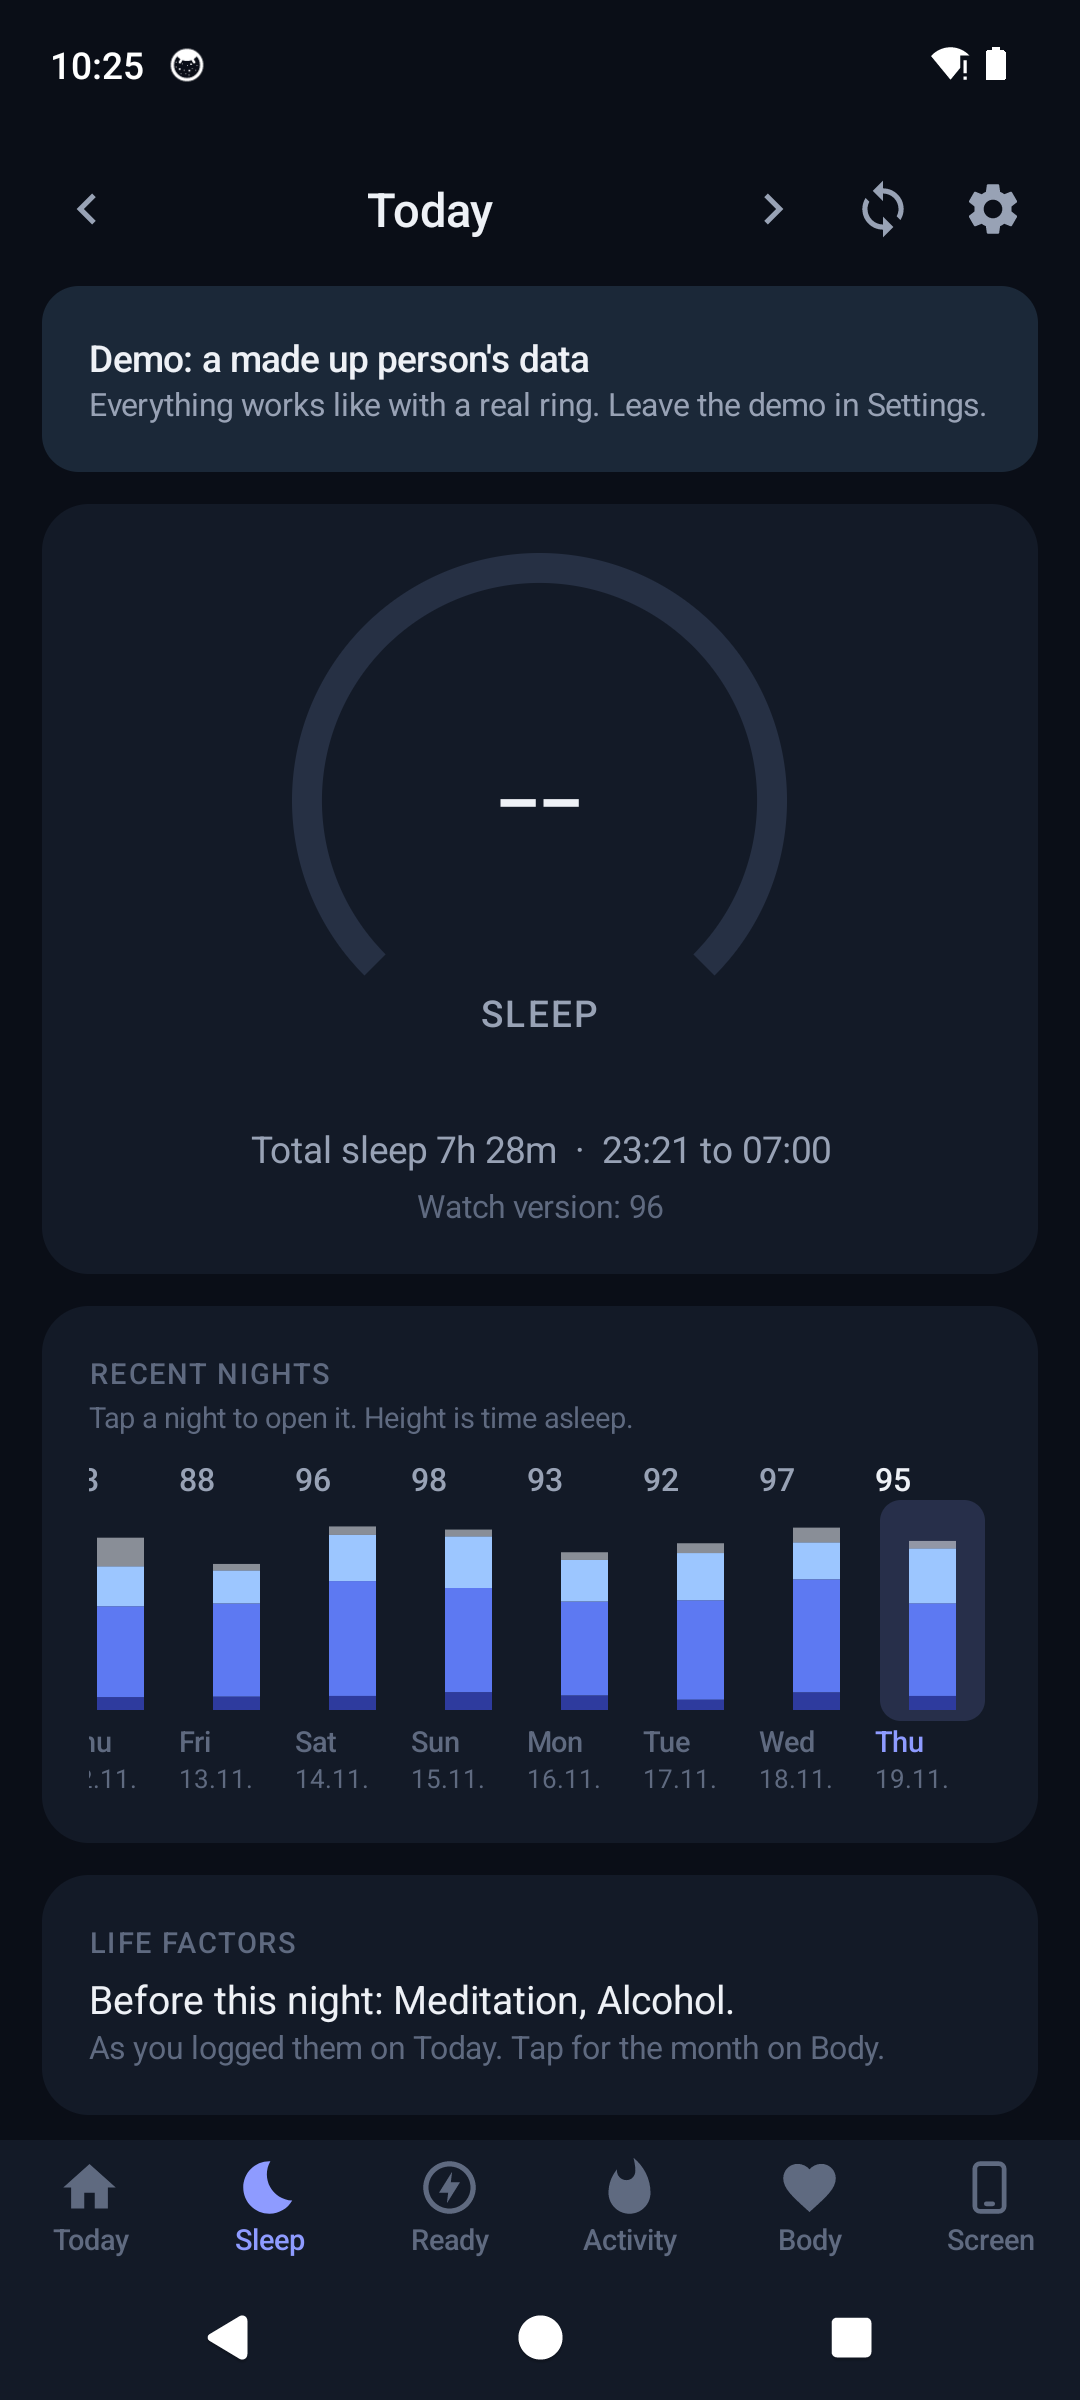 10:25
Today
Demo: a made up person's data
Everything works like with a real ring. Leave the demo in Settings.
--
SLEEP
Total sleep 7h 28m · 23:21 to 07:00
Watch version: 96
RECENT NIGHTS
Tap a night to open it. Height is time asleep.
88 96 98 93 92 97 95
Fri Sat Sun Mon Tue Wed Thu
13.11. 14.11. 15.11. 16.11. 17.11. 18.11. 19.11.
LIFE FACTORS
Before this night: Meditation, Alcohol.
As you logged them on Today. Tap for the month on Body.
Today Sleep Ready Activity Body Screen